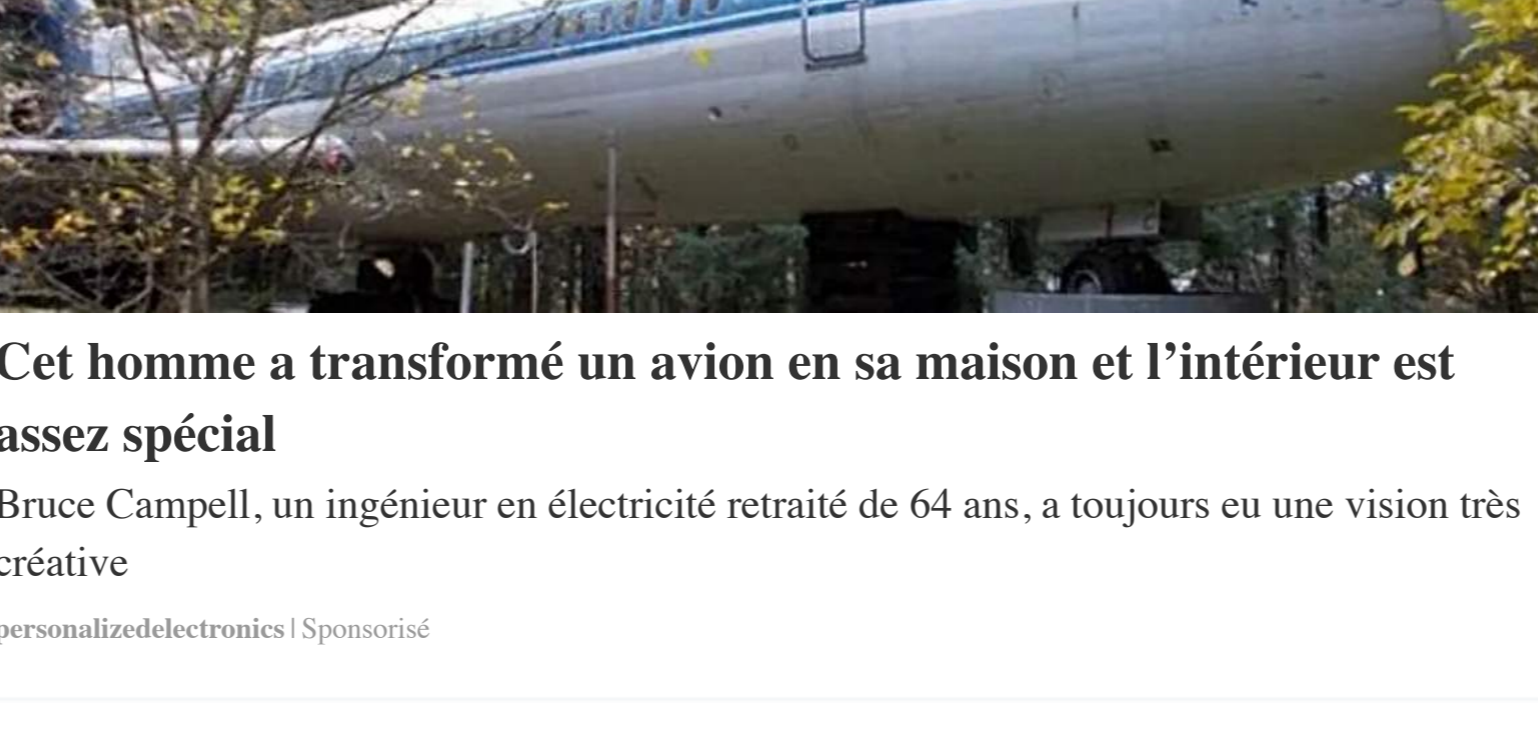 Cet homme a transformé un avion en sa maison et l’intérieur est
assez spécial
Bruce Campell, un ingénieur en électricité retraité de 64 ans, a toujours eu une vision très
créative
personalizedelectronics | Sponsorisé